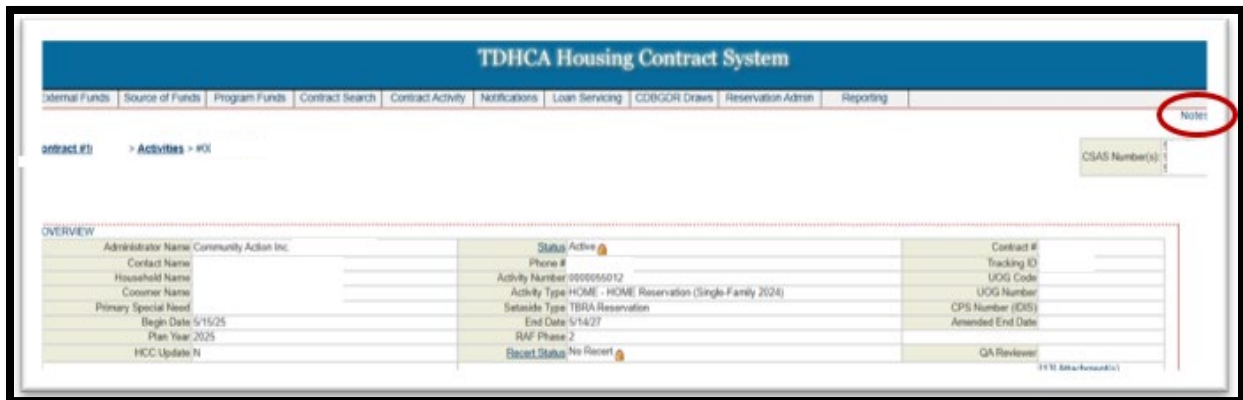 TDHCA Housing Contract System
External Funds Source of Funds Program Funds Contract Search Contract Activity Notifications Loan Servicing CDBGDR Draws Reservation Admin Reporting
Notes
ontract #1 > Activities > #00
CSAS Number(s):
OVERVIEW
Administrator Name Community Action Inc. Status Active Contract #
Contact Name Phone # Tracking ID
Household Name Activity Number 0000055012 UOG Code
Coowner Name Activity Type HOME - HOME Reservation (Single-Family 2024) UOG Number
Primary Special Need Setaside Type TBRA Reservation CPS Number (IDIS)
Begin Date 5/15/25 End Date 5/14/27 Amended End Date
Plan Year 2025 RAF Phase 2
HCC Update N Recert Status No Recert QA Reviewer